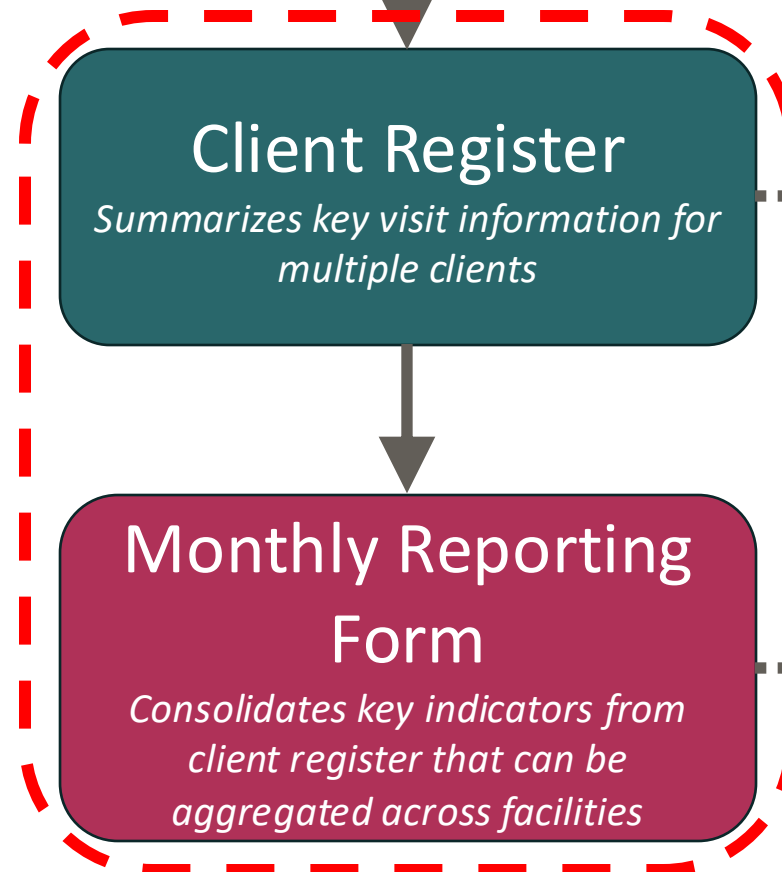 Client Register
Summarizes key visit information for
multiple clients
Monthly Reporting
Form
Consolidates key indicators from
client register that can be
aggregated across facilities